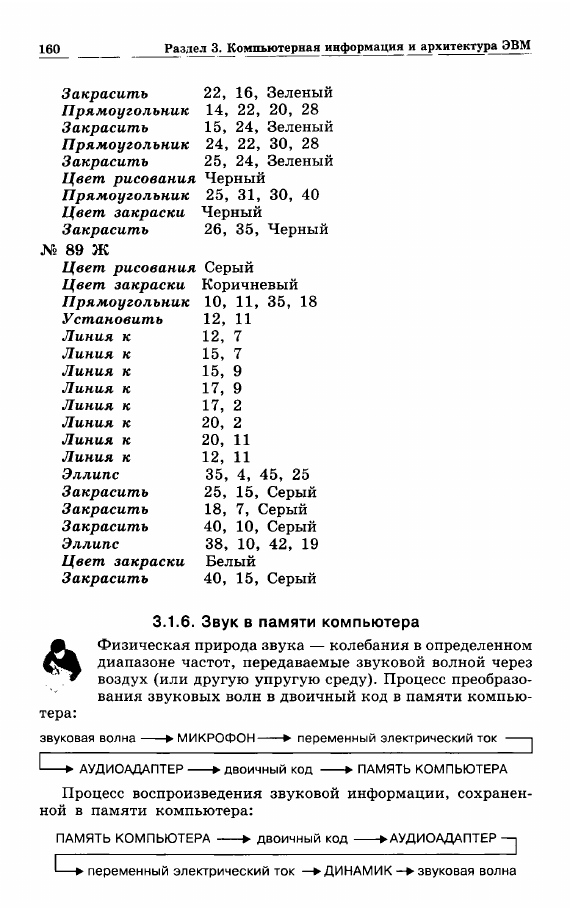 160 Раздел 3. Компьютерная информация и архитектура ЭВМ
Закрасить 22, 16, Зеленый
Прямоугольник 14, 22, 20, 28
Закрасить 15, 24, Зеленый
Прямоугольник 24, 22, 30, 28
Закрасить 25, 24, Зеленый
Цвет рисования Черный
Прямоугольник 25, 31, 30, 40
Цвет закраски Черный
Закрасить 26, 35, Черный
№ 89 Ж
Цвет рисования Серый
Цвет закраски Коричневый
Прямоугольник 10, 11, 35, 18
Установить 12, 11
Линия к 12, 7
Линия к 15, 7
Линия к 15, 9
Линия к 17, 9
Линия к 17, 2
Линия к 20, 2
Линия к 20, 11
Линия к 12, 11
Эллипс 35, 4, 45, 25
Закрасить 25, 15, Серый
Закрасить 18, 7, Серый
Закрасить 40, 10, Серый
Эллипс 38, 10, 42, 19
Цвет закраски Белый
Закрасить 40, 15, Серый
3.1.6. Звук в памяти компьютера
Физическая природа звука — колебания в определенном
диапазоне частот, передаваемые звуковой волной через
воздух (или другую упругую среду). Процесс преобразо-
вания звуковых волн в двоичный код в памяти компью-
тера:
звуковая волна → МИКРОФОН → переменный электрический ток
→ АУДИОАДАПТЕР → двоичный код → ПАМЯТЬ КОМПЬЮТЕРА
Процесс воспроизведения звуковой информации, сохранен-
ной в памяти компьютера:
ПАМЯТЬ КОМПЬЮТЕРА → двоичный код → АУДИОАДАПТЕР
→ переменный электрический ток → ДИНАМИК → звуковая волна